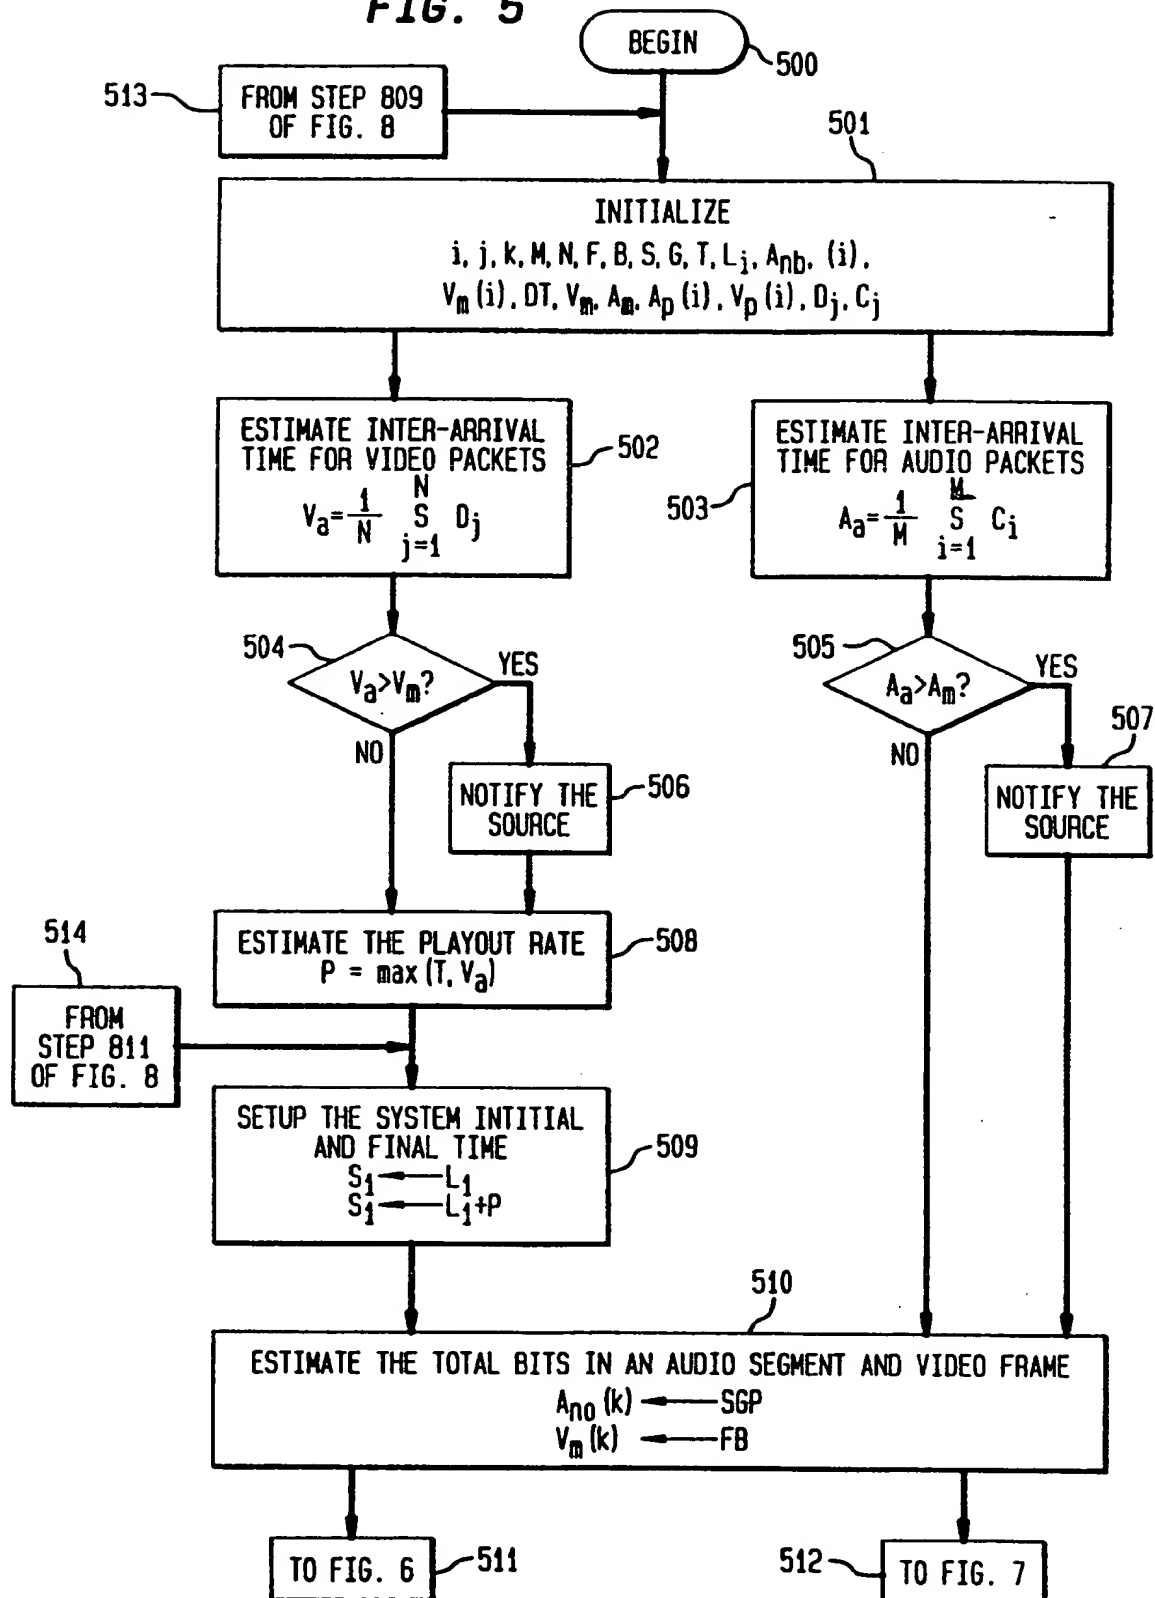 FIG. 5
BEGIN
500
513
FROM STEP 809
OF FIG. 8
501
INITIALIZE
i, j, k, M, N, F, B, S, G, T, Lj, Anb, (i),
Vm(i), DT, Vm, Am, Ap(i), Vp(i), Dj, Cj
ESTIMATE INTER-ARRIVAL
TIME FOR VIDEO PACKETS
Va= 1/N N S j=1 Dj
502
ESTIMATE INTER-ARRIVAL
TIME FOR AUDIO PACKETS
Aa= 1/M M S i=1 Ci
503
504
Va>Vm?
YES
NO
505
Aa>Am?
YES
NO
506
NOTIFY THE
SOURCE
507
NOTIFY THE
SOURCE
508
ESTIMATE THE PLAYOUT RATE
P = max(T, Va)
514
FROM
STEP 811
OF FIG. 8
SETUP THE SYSTEM INTITIAL
AND FINAL TIME
S1←L1
S1←L1+P
509
510
ESTIMATE THE TOTAL BITS IN AN AUDIO SEGMENT AND VIDEO FRAME
Ano(k)←SGP
Vm(k)←FB
TO FIG. 6
511
512
TO FIG. 7